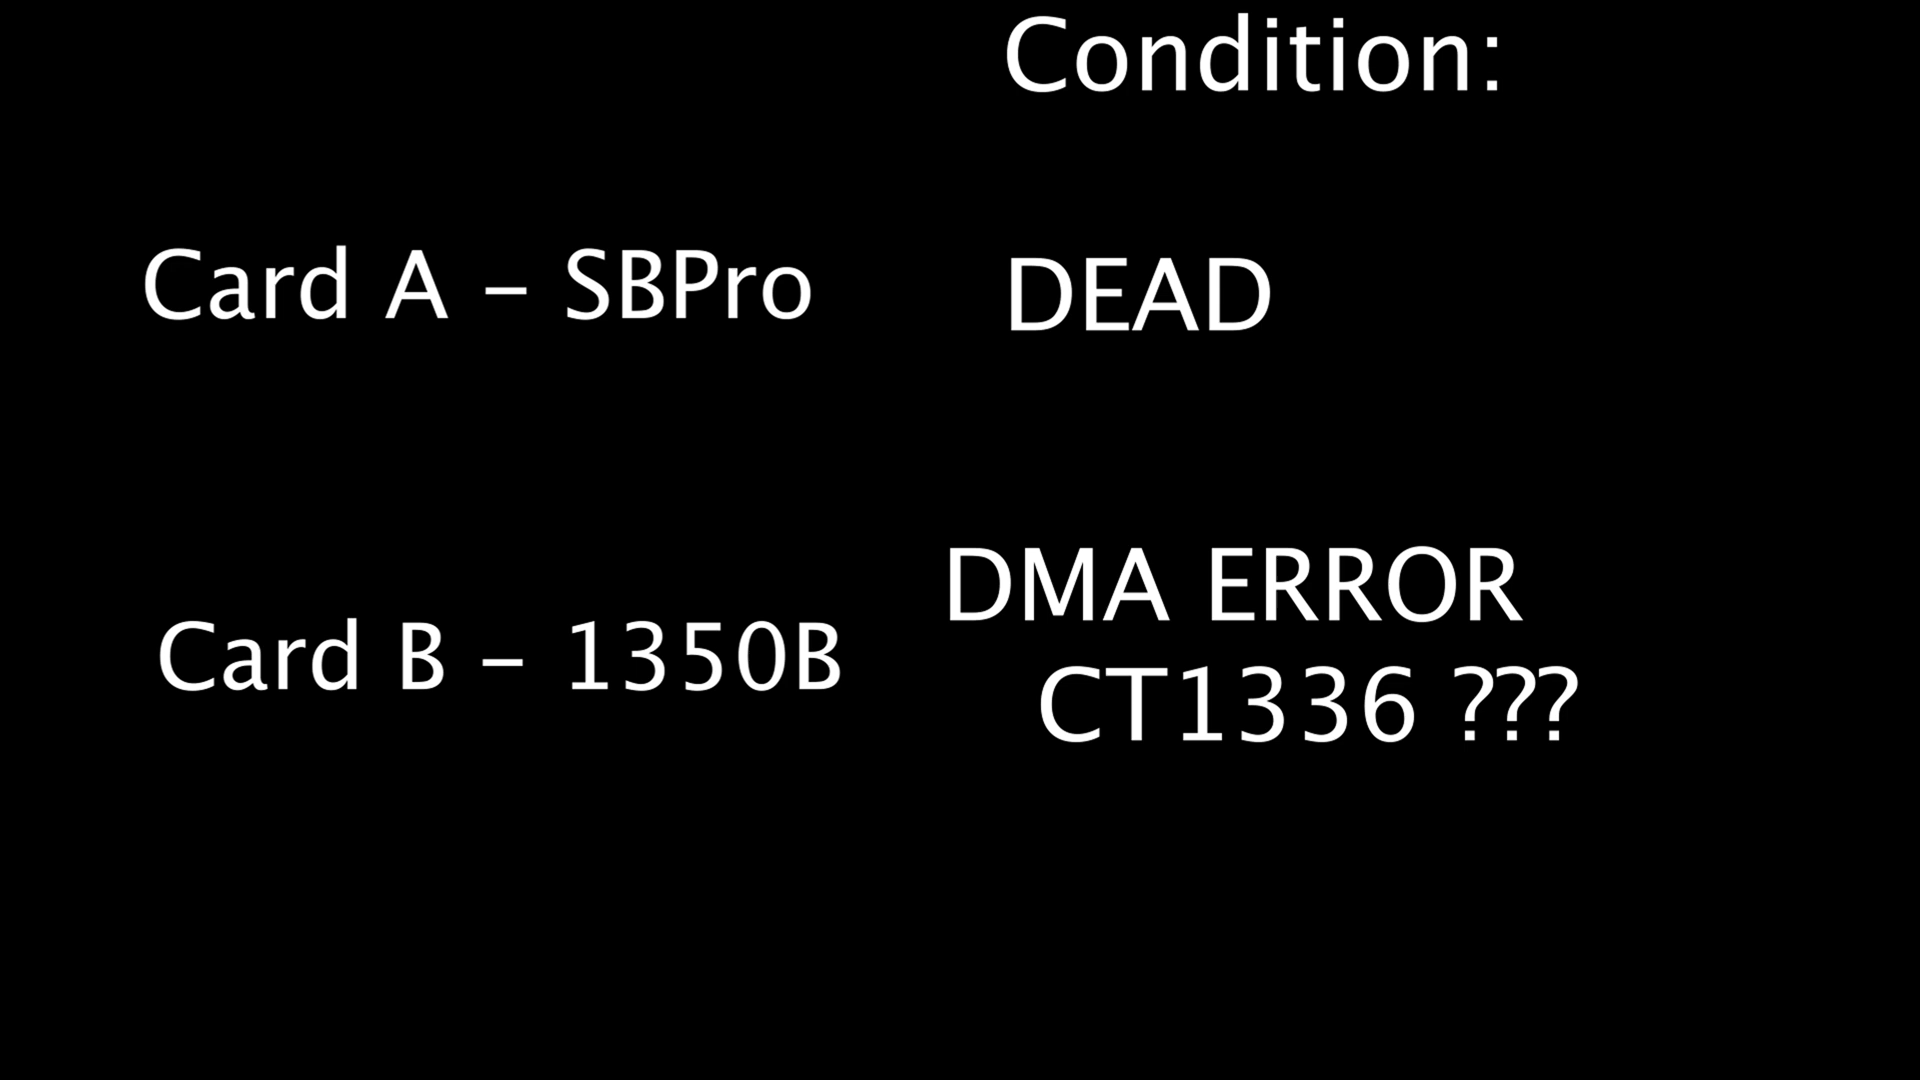 Condition:
Card A – SBPro
DEAD
Card B – 1350B
DMA ERROR
CT1336 ???